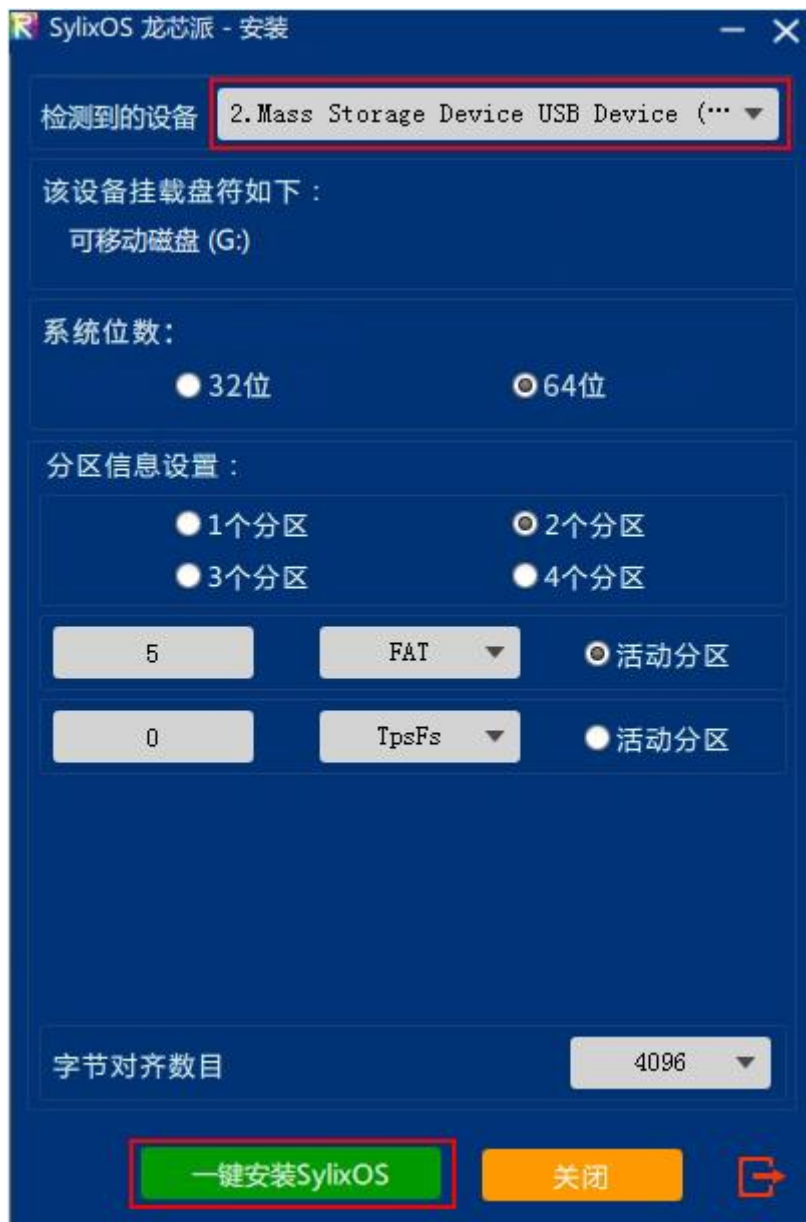 SylixOS 龙芯派 - 安装
检测到的设备 2.Mass Storage Device USB Device (···
该设备挂载盘符如下：
可移动磁盘 (G:)
系统位数：
32位 64位
分区信息设置：
1个分区 2个分区
3个分区 4个分区
5 FAT 活动分区
0 TpsFs 活动分区
字节对齐数目 4096
一键安装SylixOS 关闭